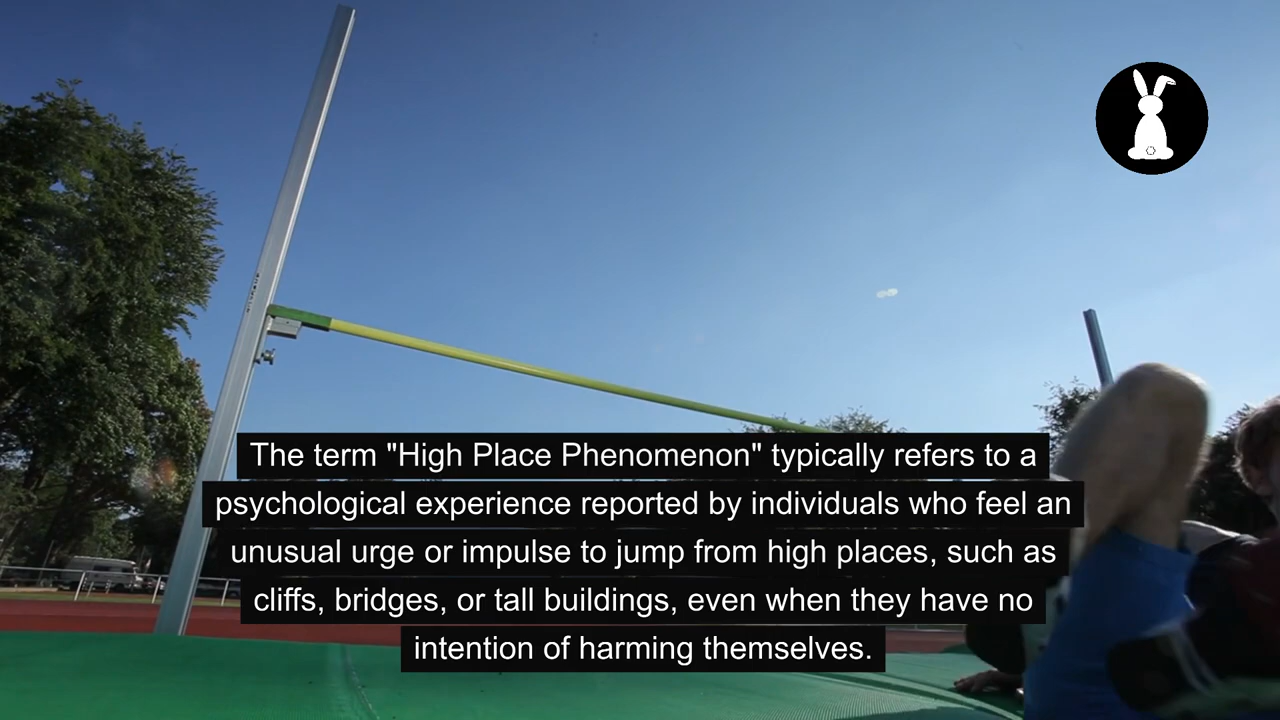 The term "High Place Phenomenon" typically refers to a
psychological experience reported by individuals who feel an
unusual urge or impulse to jump from high places, such as
cliffs, bridges, or tall buildings, even when they have no
intention of harming themselves.